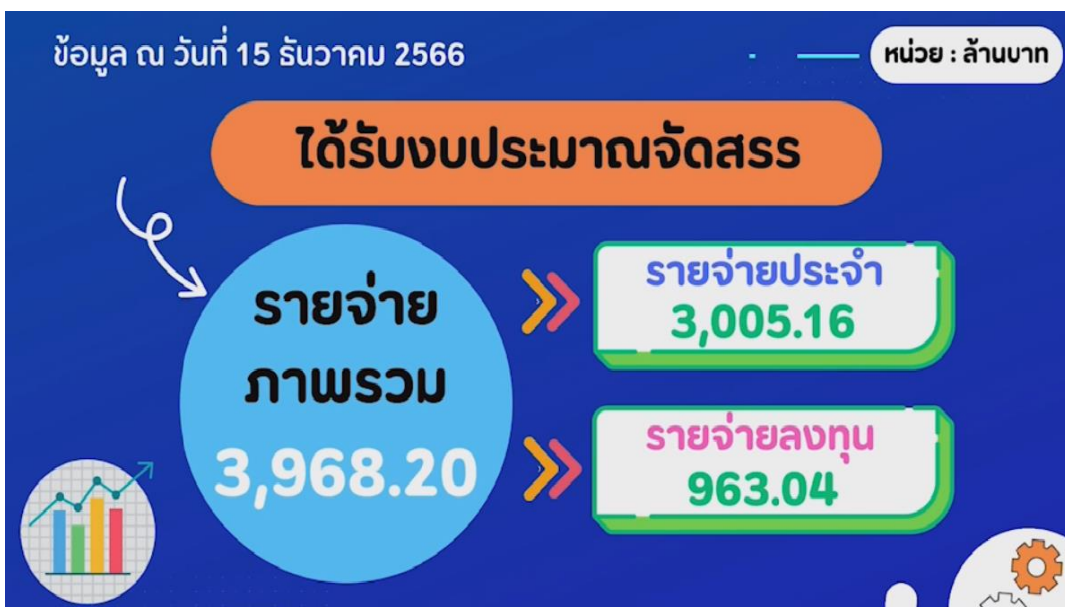 ข้อมูล ณ วันที่ 15 ธันวาคม 2566
หน่วย : ล้านบาท
ได้รับงบประมาณจัดสรร
รายจ่าย
ภาพรวม
3,968.20
รายจ่ายประจำ
3,005.16
รายจ่ายลงทุน
963.04